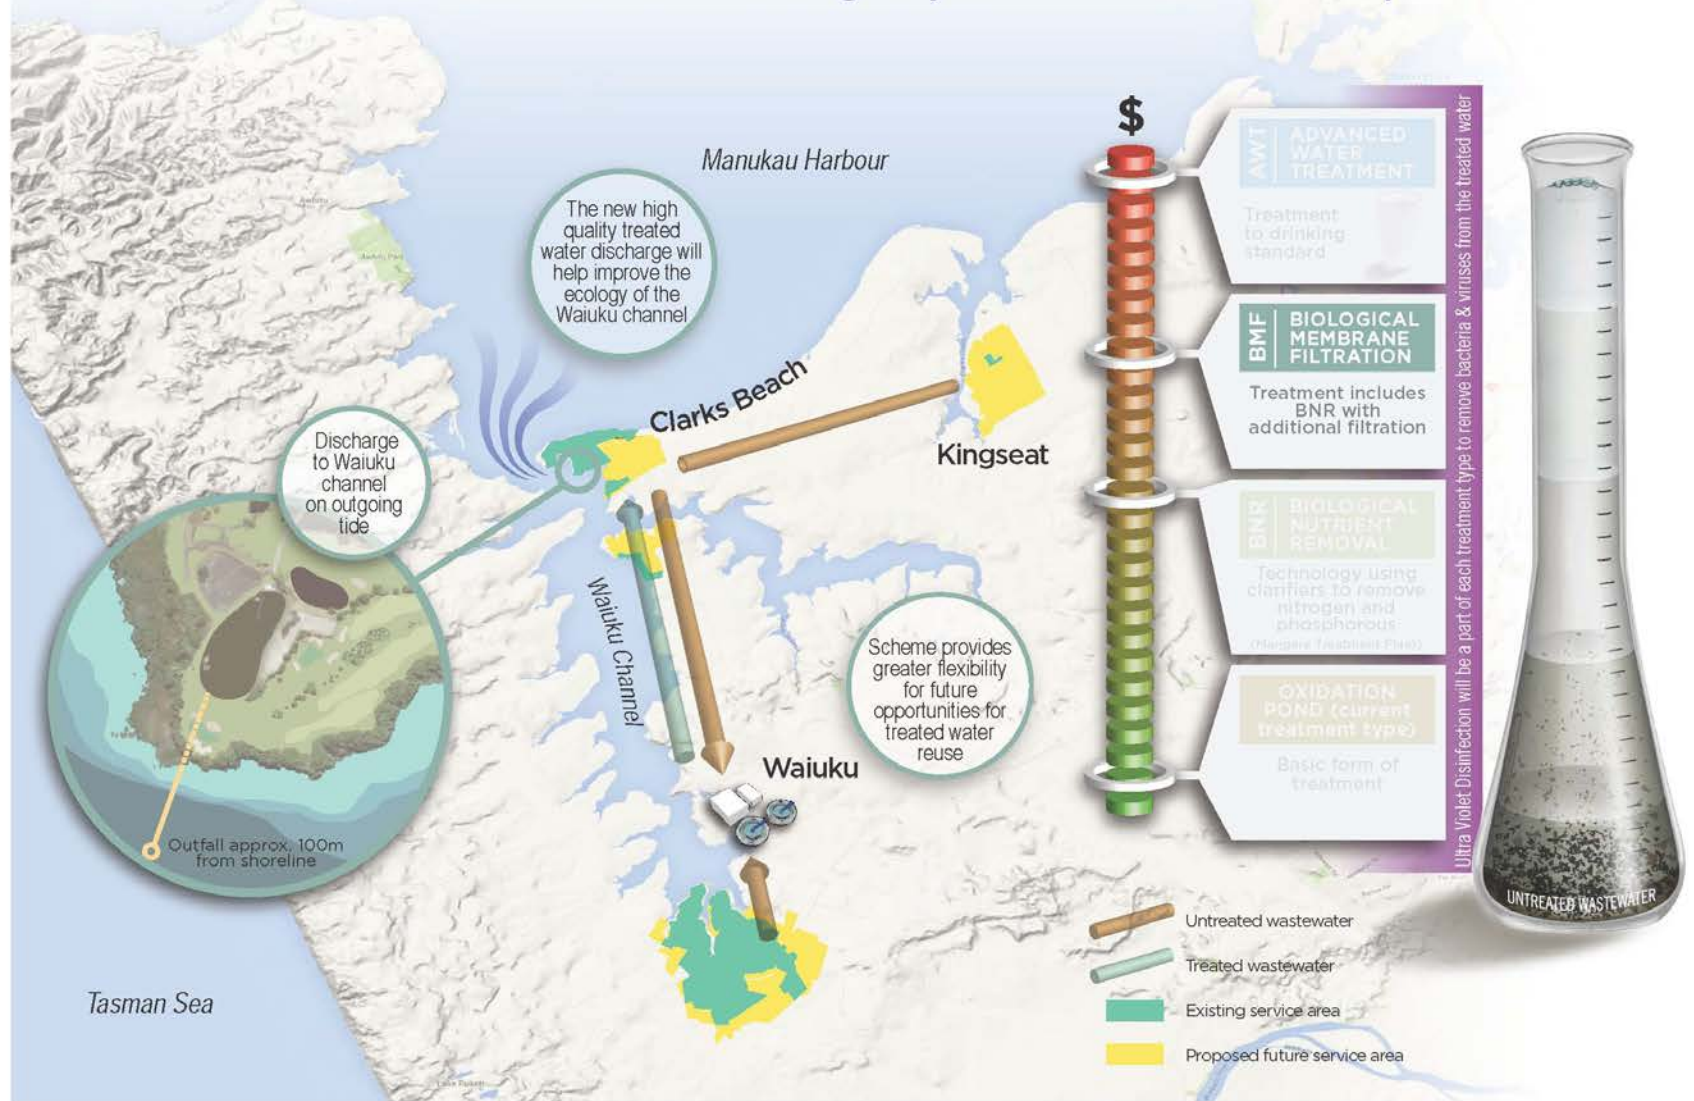 Manukau Harbour
The new high
quality treated
water discharge will
help improve the
ecology of the
Waiuku channel
Discharge
to Waiuku
channel
on outgoing
tide
Clarks Beach
Kingseat
Waiuku Channel
Scheme provides
greater flexibility
for future
opportunities for
treated water
reuse
Waiuku
Outfall approx. 100m
from shoreline
Tasman Sea
$
AWT
ADVANCED
WATER
TREATMENT
Treatment
to drinking
standard
BMF
BIOLOGICAL
MEMBRANE
FILTRATION
Treatment includes
BNR with
additional filtration
BNR
BIOLOGICAL
NUTRIENT
REMOVAL
Technology using
clarifiers to remove
nitrogen and
phosphorous
OXIDATION
POND (current
treatment type)
Basic form of
treatment
Ultra Violet Disinfection will be a part of each treatment type to remove bacteria & viruses from the treated water
UNTREATED WASTEWATER
Untreated wastewater
Treated wastewater
Existing service area
Proposed future service area